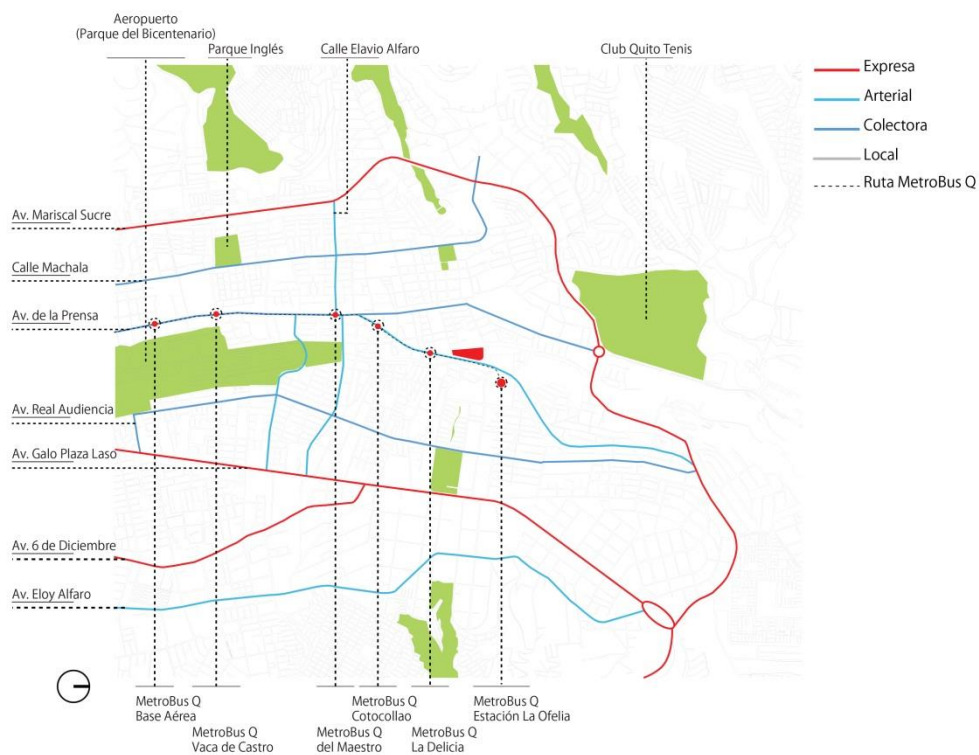 Aeropuerto
(Parque del Bicentenario)
Parque Inglés
Calle Elavio Alfaro
Club Quito Tenis
Expresa
Arterial
Colectora
Local
Ruta MetroBus Q
Av. Mariscal Sucre
Calle Machala
Av. de la Prensa
Av. Real Audiencia
Av. Galo Plaza Laso
Av. 6 de Diciembre
Av. Eloy Alfaro
MetroBus Q
Base Aérea
MetroBus Q
Vaca de Castro
MetroBus Q
del Maestro
MetroBus Q
Cotocollao
MetroBus Q
La Delicia
MetroBus Q
Estación La Ofelia